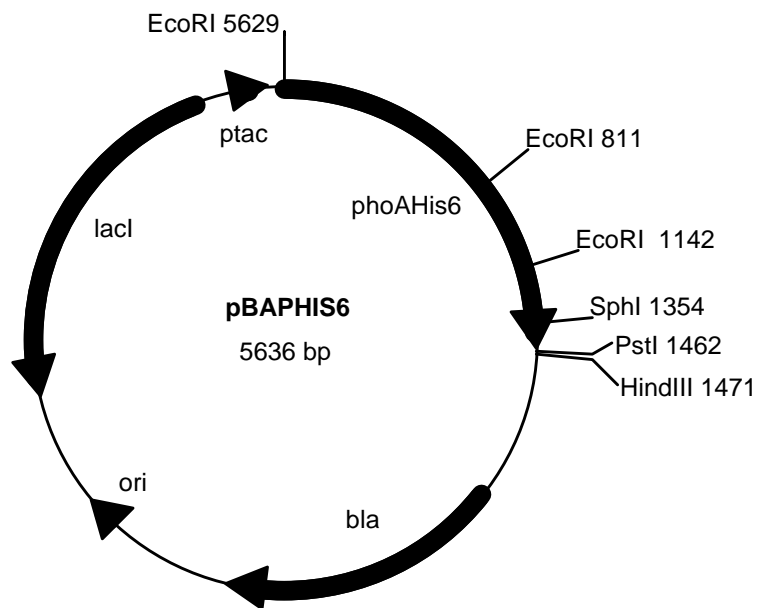 EcoRI 5629
ptac
EcoRI 811
phoAHis6
lacI
EcoRI 1142
pBAPHIS6
SphI 1354
5636 bp
PstI 1462
HindIII 1471
ori
bla